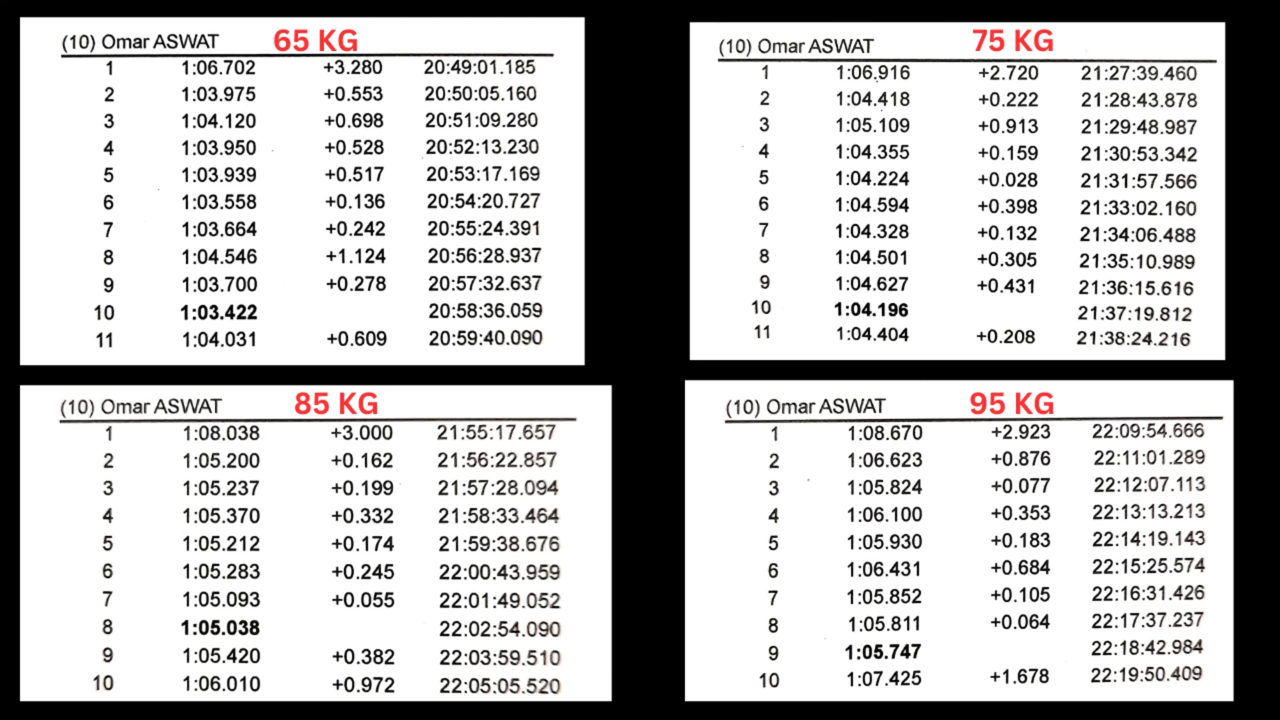 (10) Omar ASWAT 65 KG
1 1:06.702 +3.280 20:49:01.185
2 1:03.975 +0.553 20:50:05.160
3 1:04.120 +0.698 20:51:09.280
4 1:03.950 +0.528 20:52:13.230
5 1:03.939 +0.517 20:53:17.169
6 1:03.558 +0.136 20:54:20.727
7 1:03.664 +0.242 20:55:24.391
8 1:04.546 +1.124 20:56:28.937
9 1:03.700 +0.278 20:57:32.637
10 1:03.422 20:58:36.059
11 1:04.031 +0.609 20:59:40.090
(10) Omar ASWAT 75 KG
1 1:06.916 +2.720 21:27:39.460
2 1:04.418 +0.222 21:28:43.878
3 1:05.109 +0.913 21:29:48.987
4 1:04.355 +0.159 21:30:53.342
5 1:04.224 +0.028 21:31:57.566
6 1:04.594 +0.398 21:33:02.160
7 1:04.328 +0.132 21:34:06.488
8 1:04.501 +0.305 21:35:10.989
9 1:04.627 +0.431 21:36:15.616
10 1:04.196 21:37:19.812
11 1:04.404 +0.208 21:38:24.216
(10) Omar ASWAT 85 KG
1 1:08.038 +3.000 21:55:17.657
2 1:05.200 +0.162 21:56:22.857
3 1:05.237 +0.199 21:57:28.094
4 1:05.370 +0.332 21:58:33.464
5 1:05.212 +0.174 21:59:38.676
6 1:05.283 +0.245 22:00:43.959
7 1:05.093 +0.055 22:01:49.052
8 1:05.038 22:02:54.090
9 1:05.420 +0.382 22:03:59.510
10 1:06.010 +0.972 22:05:05.520
(10) Omar ASWAT 95 KG
1 1:08.670 +2.923 22:09:54.666
2 1:06.623 +0.876 22:11:01.289
3 1:05.824 +0.077 22:12:07.113
4 1:06.100 +0.353 22:13:13.213
5 1:05.930 +0.183 22:14:19.143
6 1:06.431 +0.684 22:15:25.574
7 1:05.852 +0.105 22:16:31.426
8 1:05.811 +0.064 22:17:37.237
9 1:05.747 22:18:42.984
10 1:07.425 +1.678 22:19:50.409